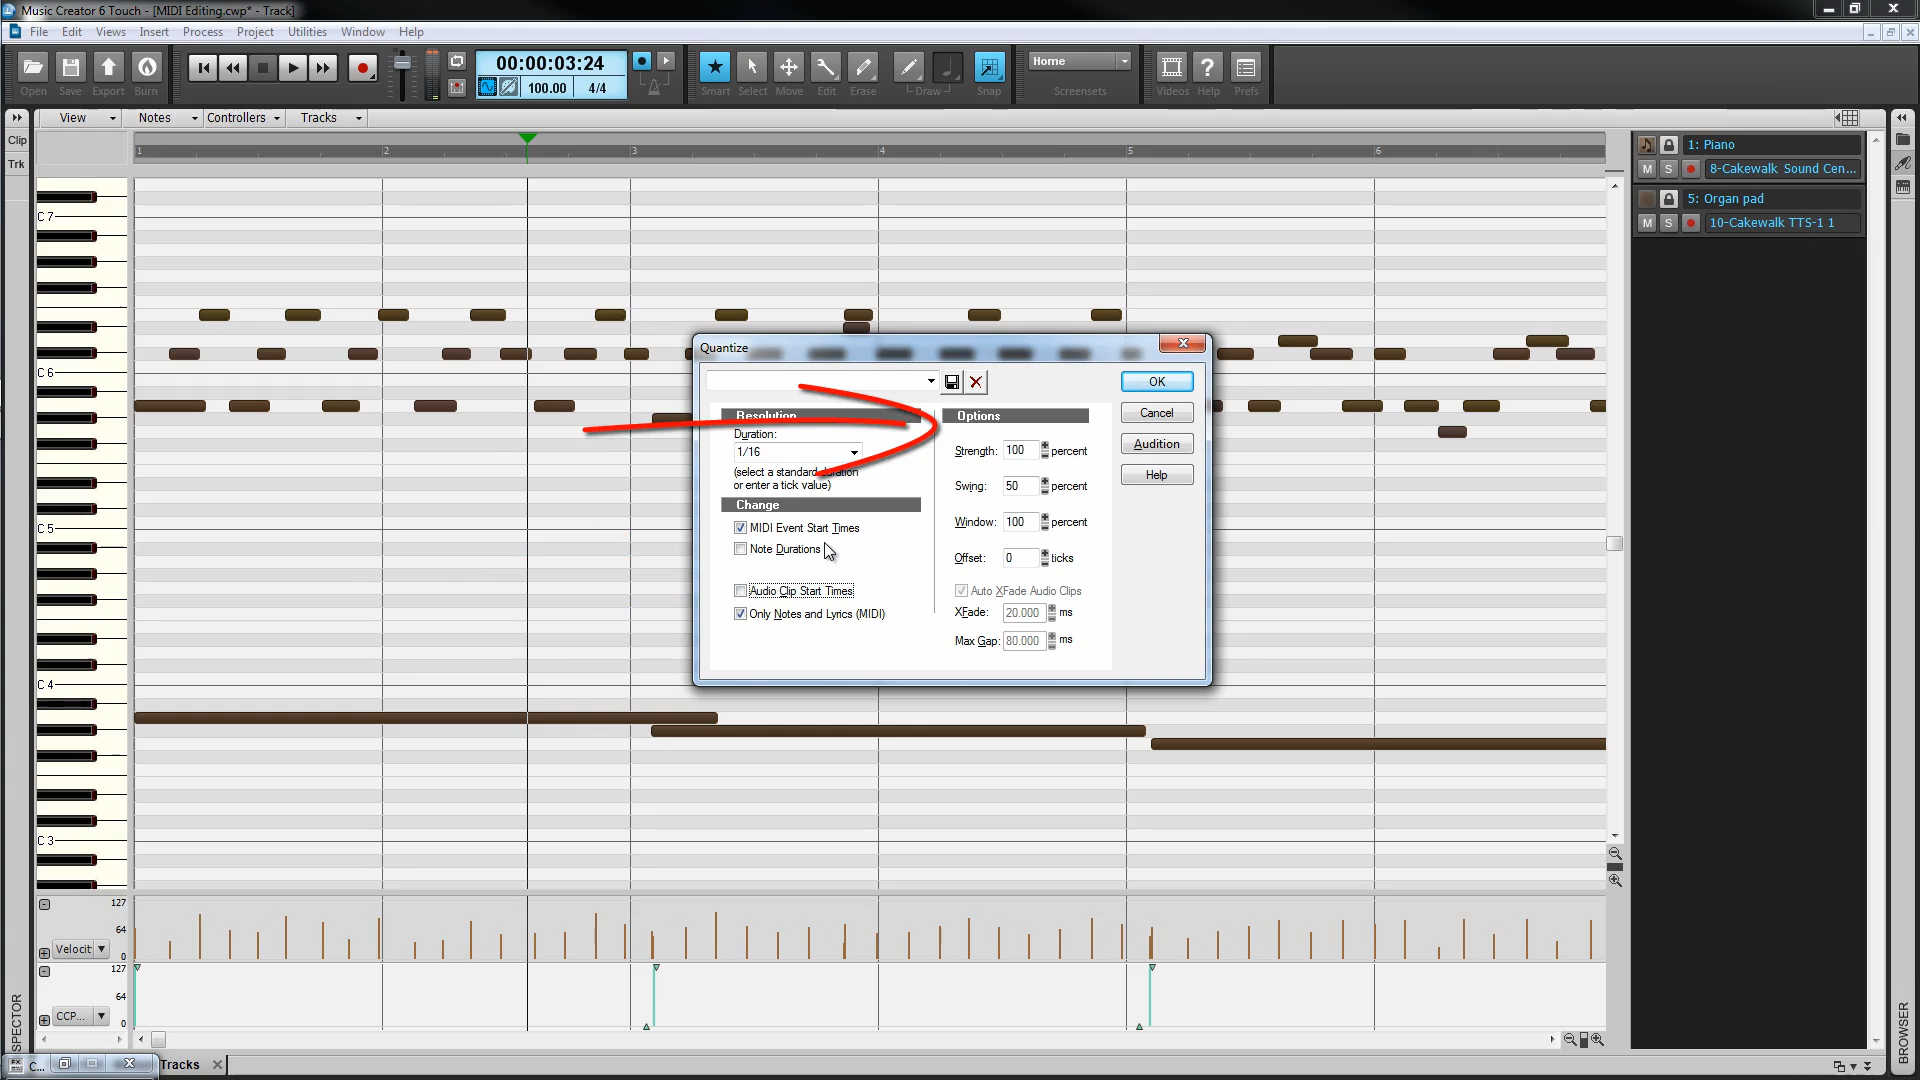 Music Creator 6 Touch - [MIDI Editing.cwp* - Track]
File Edit Views Insert Process Project Utilities Window Help
Open Save Export Burn
00:00:03:24
100.00 4/4
Smart Select Move Edit Erase Draw Snap
Home
Screensets
Videos Help Prefs
View Notes Controllers Tracks
Clip
Trk
1 2 3 4 5 6
C 7
C 6
C 5
C 4
C 3
1: Piano
M S 8-Cakewalk Sound Cen...
5: Organ pad
M S 10-Cakewalk TTS-1 1
Quantize
Resolution
Duration:
1/16
(select a standard duration
or enter a tick value)
Change
MIDI Event Start Times
Note Durations
Audio Clip Start Times
Only Notes and Lyrics (MIDI)
Options
Strength: 100 percent
Swing: 50 percent
Window: 100 percent
Offset: 0 ticks
Auto XFade Audio Clips
XFade: 20.000 ms
Max Gap: 80.000 ms
OK
Cancel
Audition
Help
127
64
Velocit
0
127
64
CCP...
0
SPECTOR
BROWSER
C...
Tracks